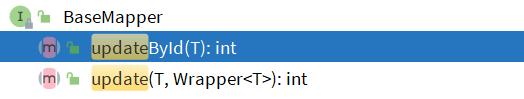 I BaseMapper
m updateById(T): int
m update(T, Wrapper<T>): int